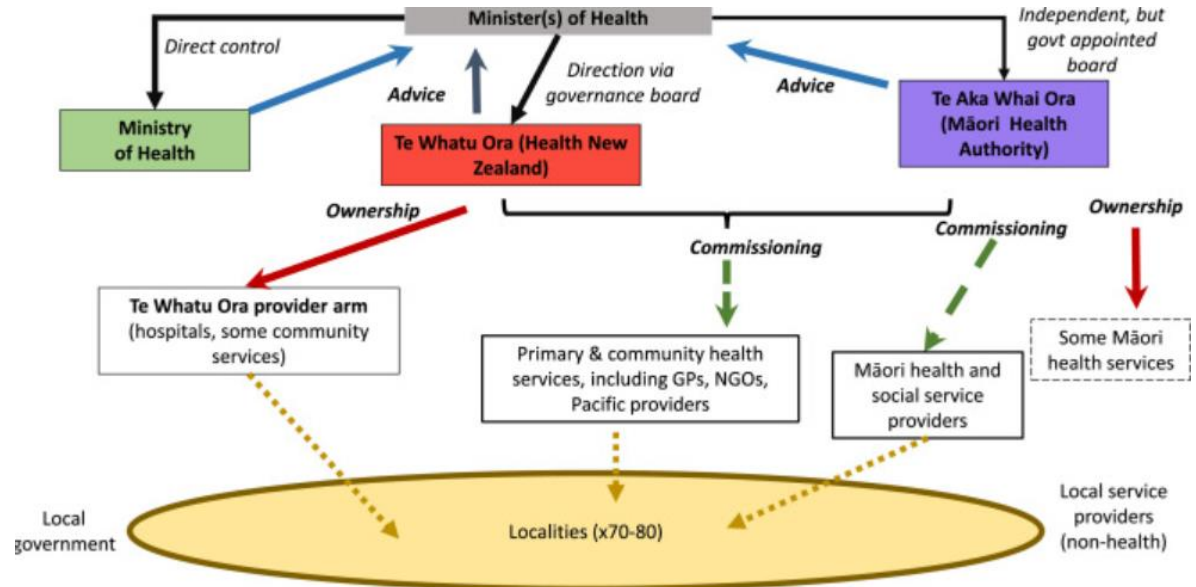 Minister(s) of Health
Direct control
Advice
Direction via
governance board
Advice
Independent, but
govt appointed
board
Ministry
of Health
Te Whatu Ora (Health New
Zealand)
Te Aka Whai Ora
(Māori Health
Authority)
Ownership
Commissioning
Commissioning
Ownership
Te Whatu Ora provider arm
(hospitals, some community
services)
Primary & community health
services, including GPs, NGOs,
Pacific providers
Māori health and
social service
providers
Some Māori
health services
Local
government
Localities (x70-80)
Local service
providers
(non-health)